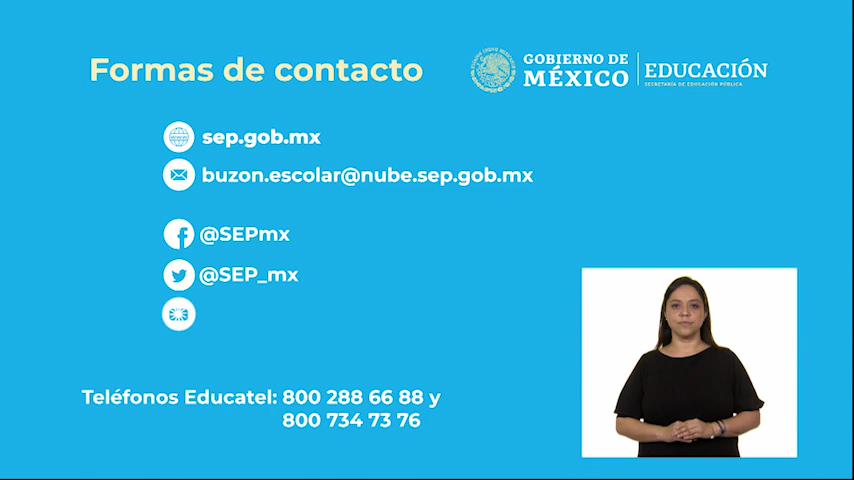 Formas de contacto
GOBIERNO DE
MÉXICO
EDUCACIÓN
SECRETARÍA DE EDUCACIÓN PÚBLICA
sep.gob.mx
buzon.escolar@nube.sep.gob.mx
@SEPmx
@SEP_mx
Teléfonos Educatel: 800 288 66 88 y
800 734 73 76